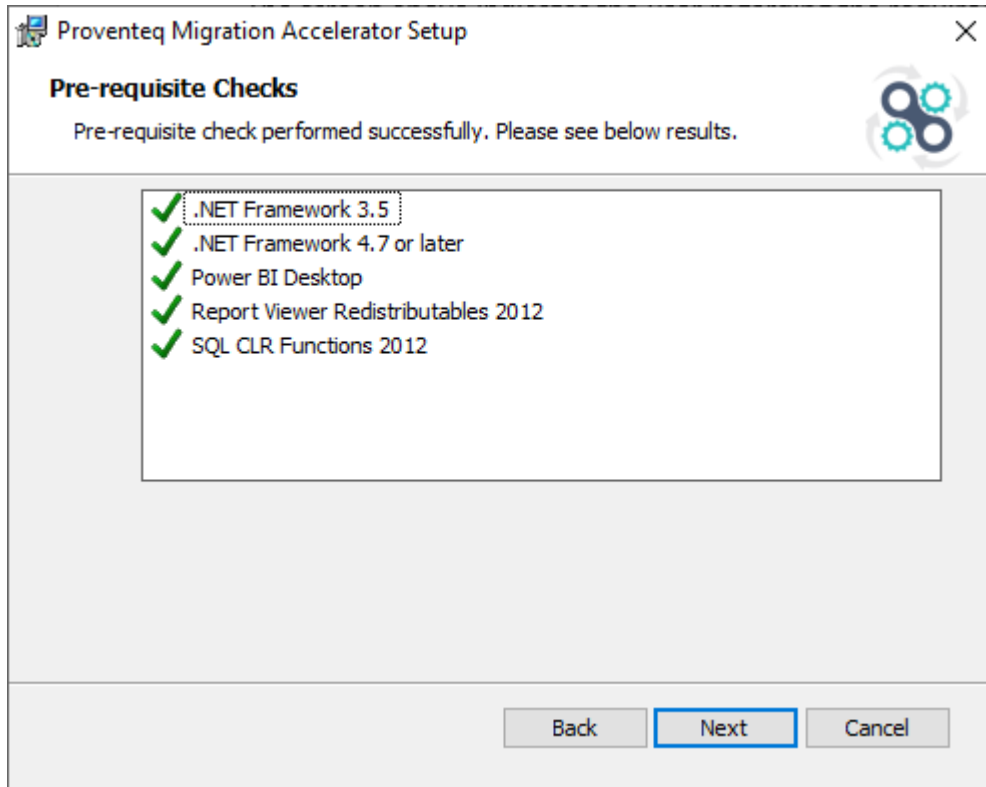 Proventeq Migration Accelerator Setup
Pre-requisite Checks
Pre-requisite check performed successfully. Please see below results.
.NET Framework 3.5
.NET Framework 4.7 or later
Power BI Desktop
Report Viewer Redistributables 2012
SQL CLR Functions 2012
Back Next Cancel